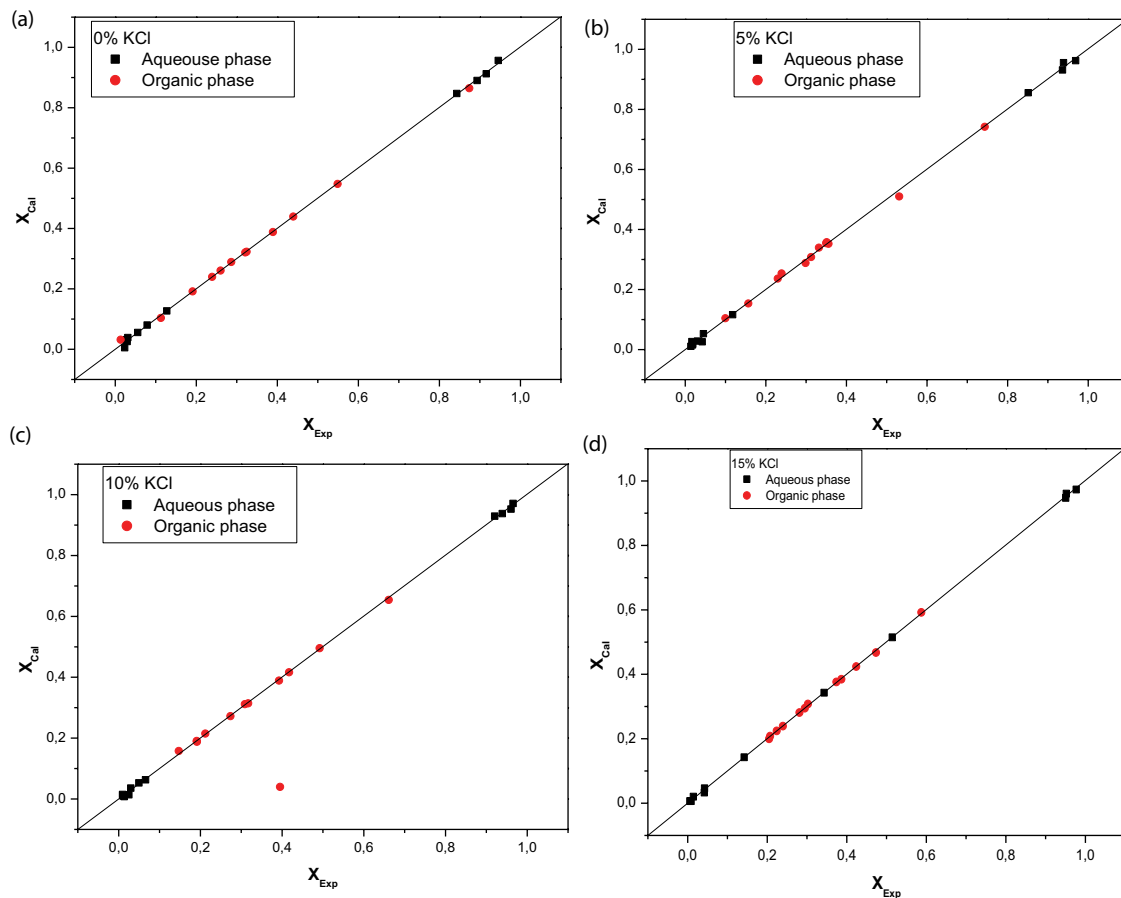 (a)
0% KCl
Aqueouse phase
Organic phase
1,0
0,8
0,6
0,4
0,2
0,0
X_Cal
0,0 0,2 0,4 0,6 0,8 1,0
X_Exp
(b)
5% KCl
Aqueous phase
Organic phase
1,0
0,8
0,6
0,4
0,2
0,0
X_Cal
0,0 0,2 0,4 0,6 0,8 1,0
X_Exp
(c)
10% KCl
Aqueous phase
Organic phase
1,0
0,8
0,6
0,4
0,2
0,0
X_Cal
0,0 0,2 0,4 0,6 0,8 1,0
X_Exp
(d)
15% KCl
Aqueous phase
Organic phase
1,0
0,8
0,6
0,4
0,2
0,0
X_Cal
0,0 0,2 0,4 0,6 0,8 1,0
X_Exp